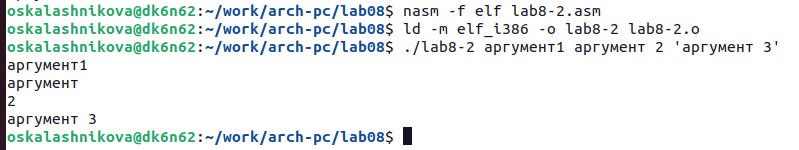 oskalashnikova@dk6n62:~/work/arch-pc/lab08$ nasm -f elf lab8-2.asm
oskalashnikova@dk6n62:~/work/arch-pc/lab08$ ld -m elf_i386 -o lab8-2 lab8-2.o
oskalashnikova@dk6n62:~/work/arch-pc/lab08$ ./lab8-2 аргумент1 аргумент 2 'аргумент 3'
аргумент1
аргумент
2
аргумент 3
oskalashnikova@dk6n62:~/work/arch-pc/lab08$